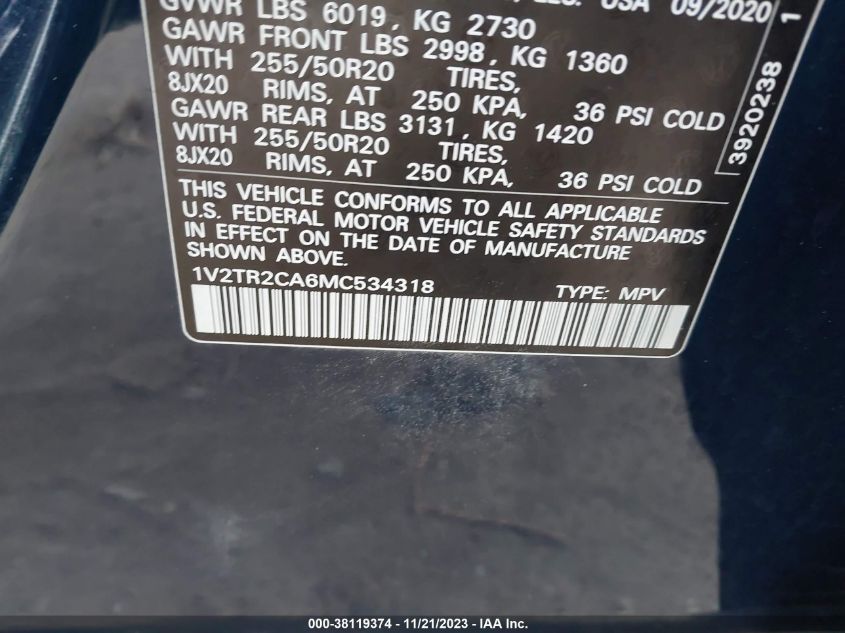 USA 09/2020
GVWR LBS 6019, KG 2730
GAWR FRONT LBS 2998, KG 1360
WITH 255/50R20 TIRES,
8JX20 RIMS, AT 250 KPA, 36 PSI COLD
GAWR REAR LBS 3131, KG 1420
WITH 255/50R20 TIRES,
8JX20 RIMS, AT 250 KPA, 36 PSI COLD
3920238 1
THIS VEHICLE CONFORMS TO ALL APPLICABLE
U.S. FEDERAL MOTOR VEHICLE SAFETY STANDARDS
IN EFFECT ON THE DATE OF MANUFACTURE
SHOWN ABOVE.
1V2TR2CA6MC534318 TYPE: MPV
000-38119374 - 11/21/2023 - IAA Inc.